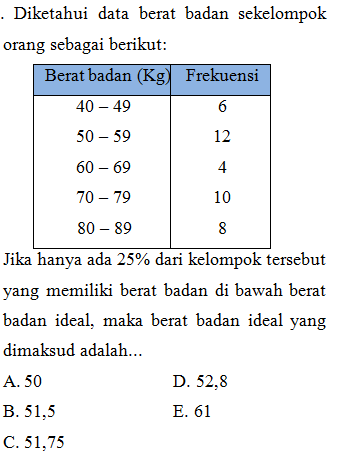 . Diketahui data berat badan sekelompok
orang sebagai berikut:
Berat badan (Kg) Frekuensi
40 – 49 6
50 – 59 12
60 – 69 4
70 – 79 10
80 – 89 8
Jika hanya ada 25% dari kelompok tersebut
yang memiliki berat badan di bawah berat
badan ideal, maka berat badan ideal yang
dimaksud adalah...
A. 50 D. 52,8
B. 51,5 E. 61
C. 51,75